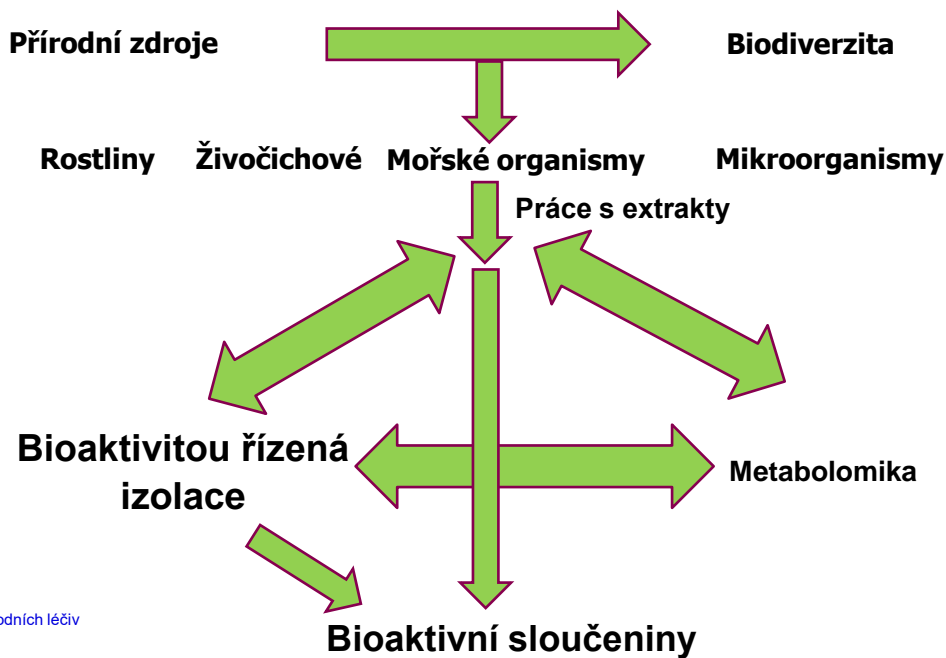 Přírodní zdroje
Biodiverzita
Rostliny
Živočichové
Mořské organismy
Mikroorganismy
Práce s extrakty
Bioaktivitou řízená
izolace
Metabolomika
odních léčiv
Bioaktivní sloučeniny